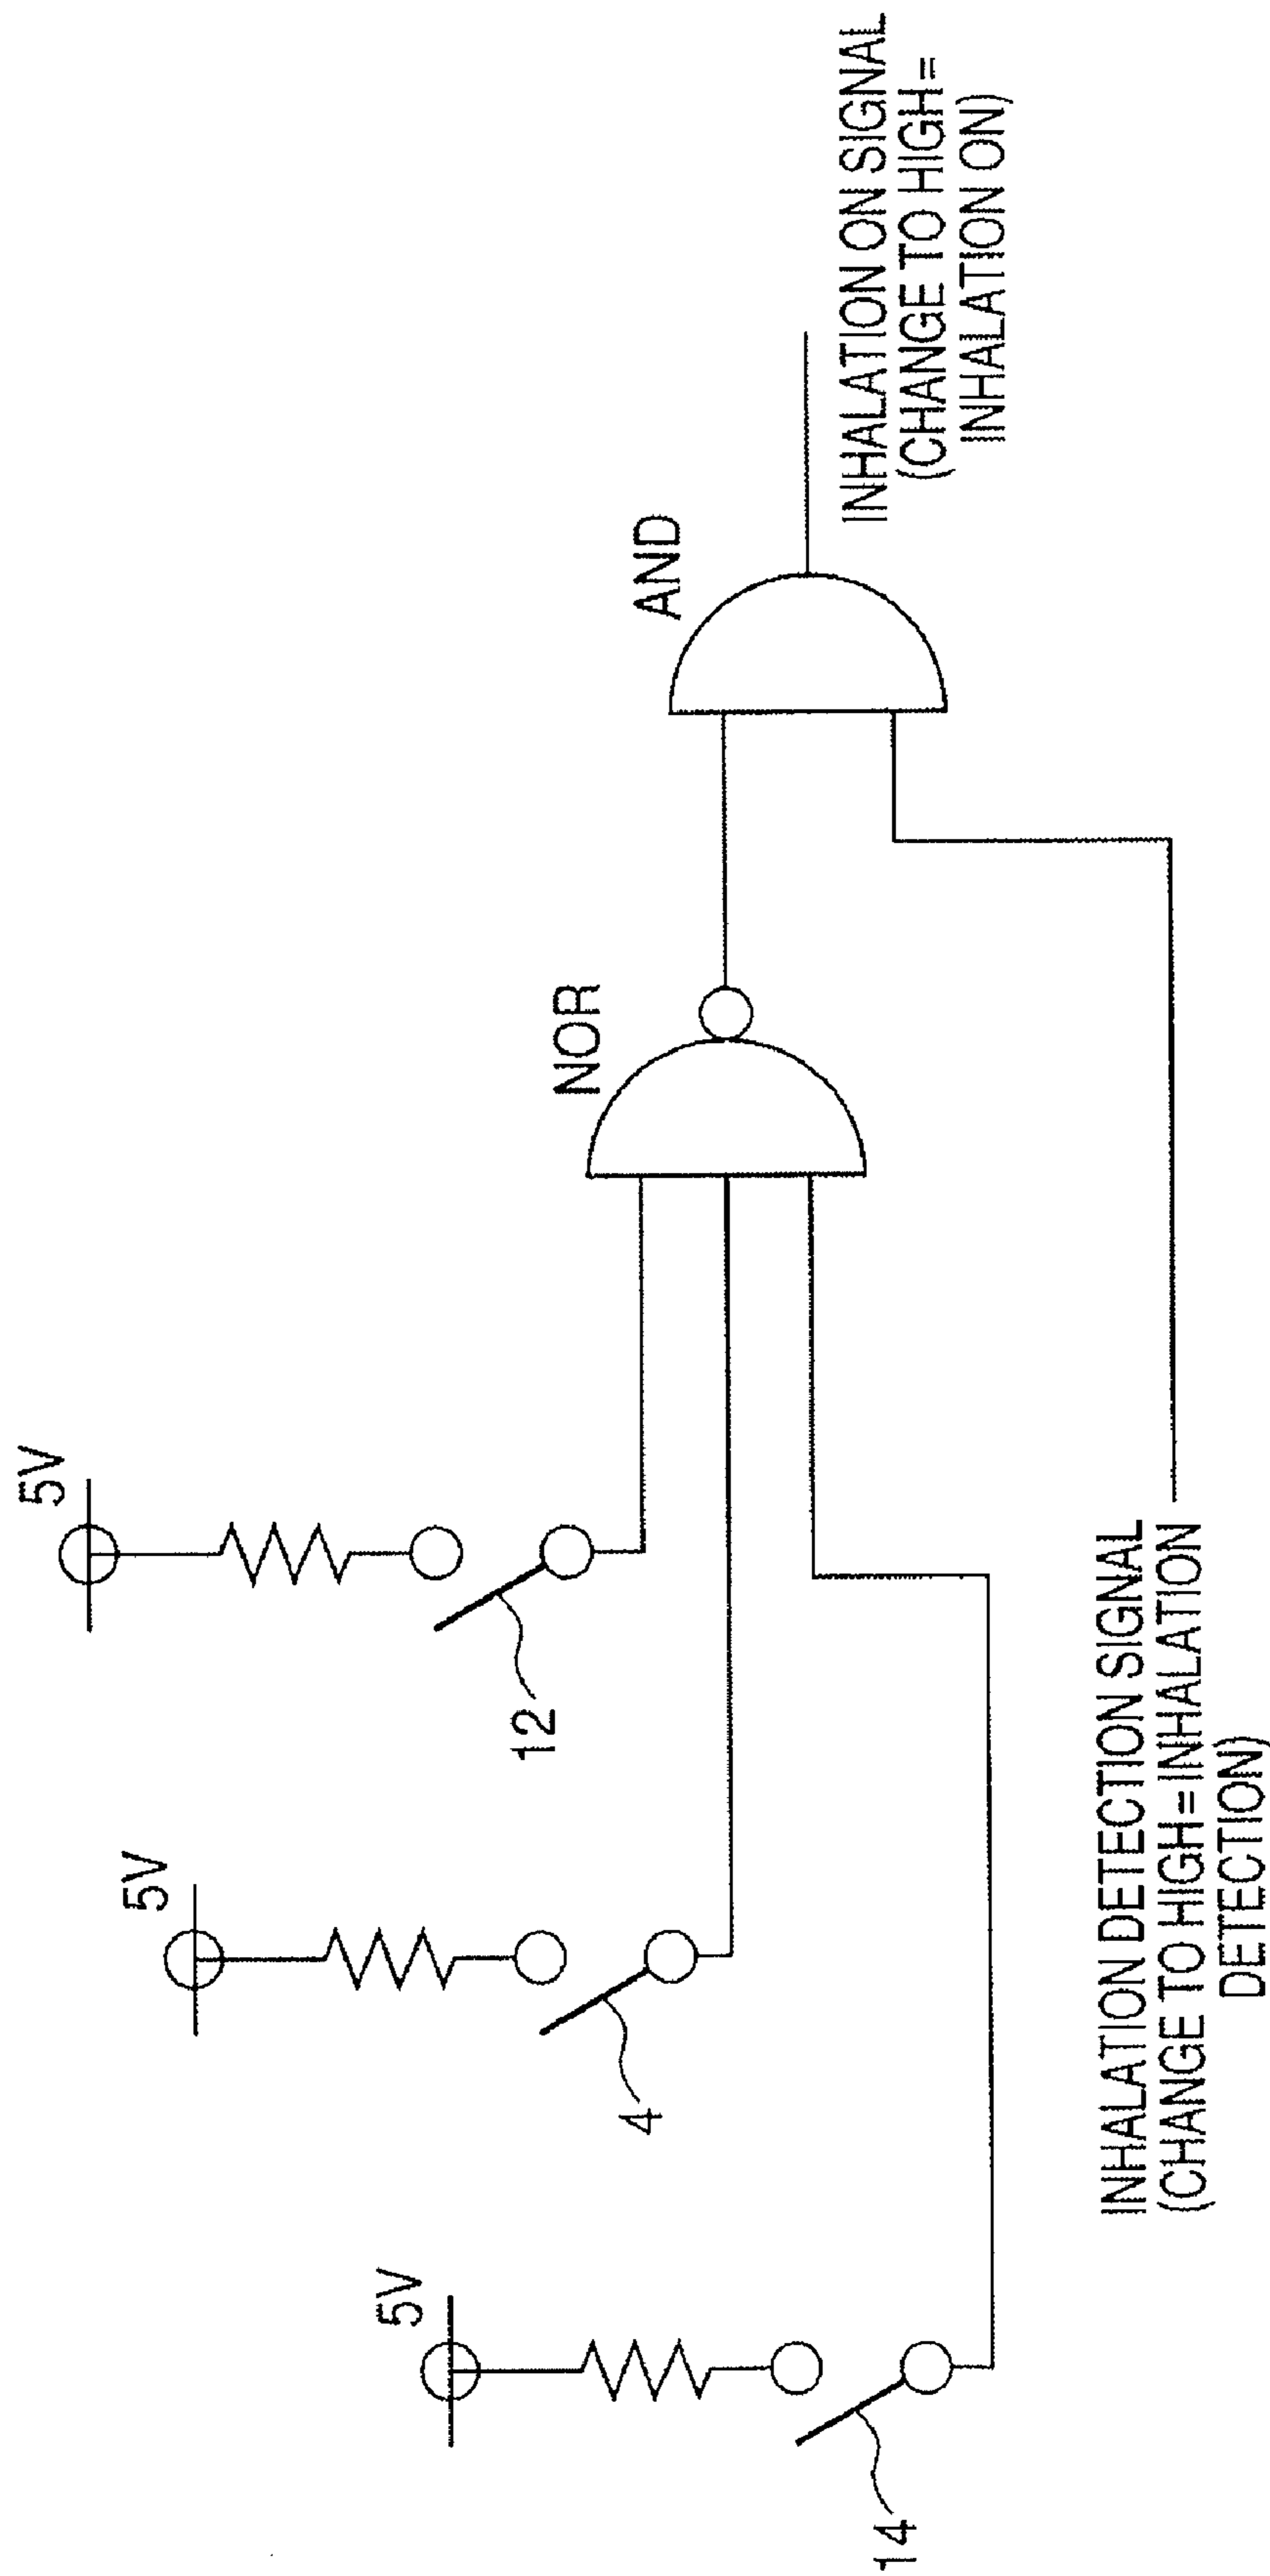 5V
12
5V
4
5V
14
NOR
AND
INHALATION ON SIGNAL
(CHANGE TO HIGH=
INHALATION ON)
INHALATION DETECTION SIGNAL
(CHANGE TO HIGH=INHALATION
DETECTION)